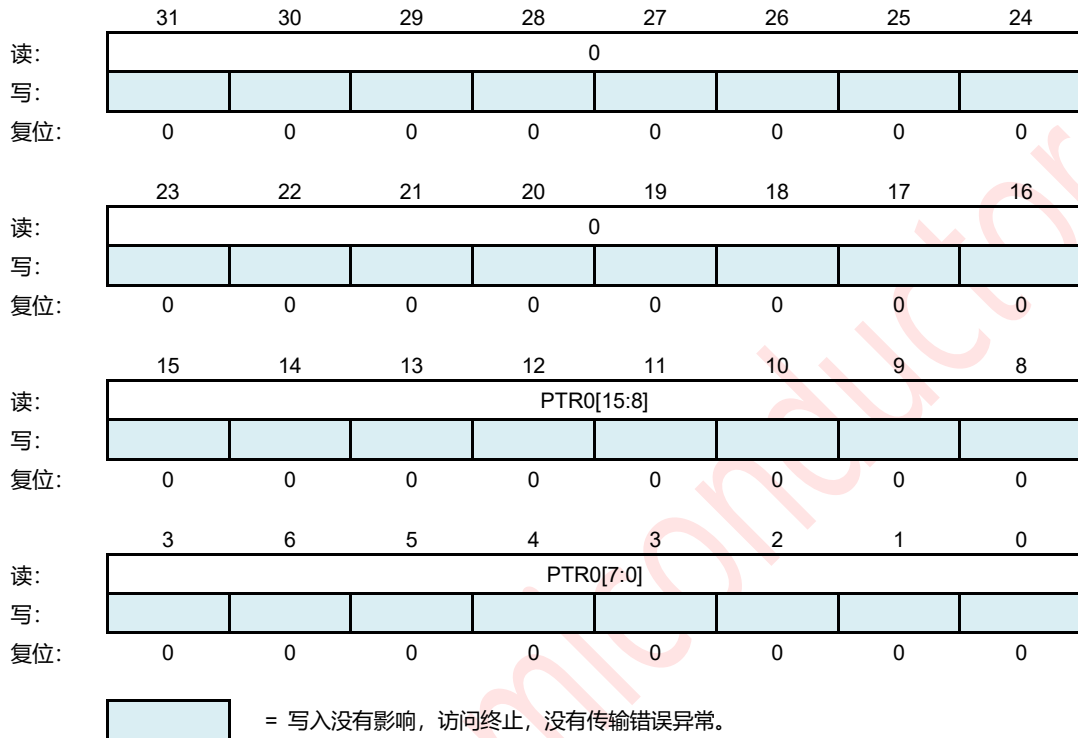 31 30 29 28 27 26 25 24
读: 0
写:
复位: 0 0 0 0 0 0 0 0
23 22 21 20 19 18 17 16
读: 0
写:
复位: 0 0 0 0 0 0 0 0
15 14 13 12 11 10 9 8
读: PTR0[15:8]
写:
复位: 0 0 0 0 0 0 0 0
3 6 5 4 3 2 1 0
读: PTR0[7:0]
写:
复位: 0 0 0 0 0 0 0 0
= 写入没有影响，访问终止，没有传输错误异常。
miconductor